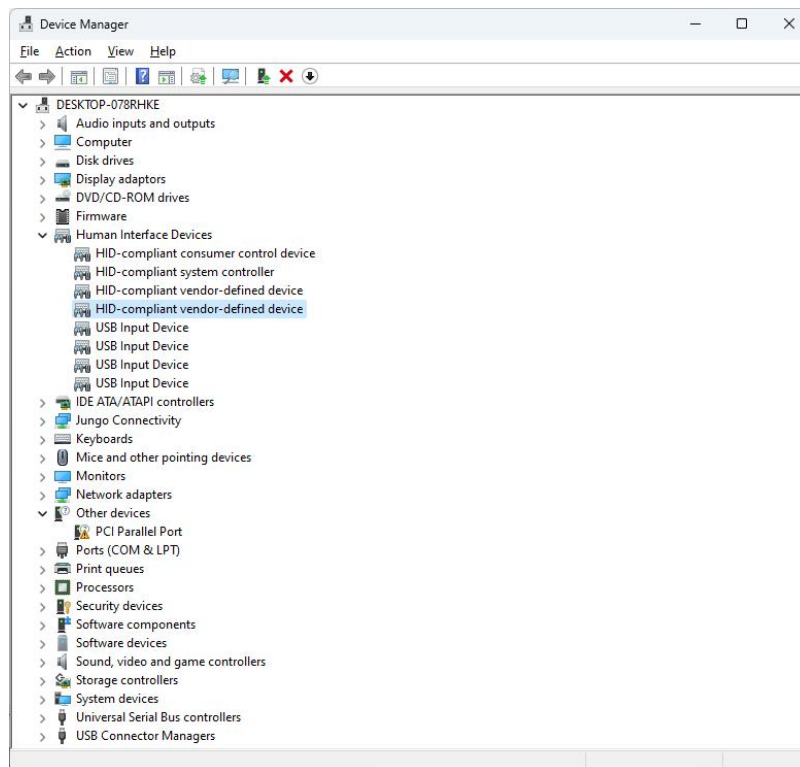 Device Manager
File Action View Help
DESKTOP-078RHKE
Audio inputs and outputs
Computer
Disk drives
Display adaptors
DVD/CD-ROM drives
Firmware
Human Interface Devices
HID-compliant consumer control device
HID-compliant system controller
HID-compliant vendor-defined device
HID-compliant vendor-defined device
USB Input Device
USB Input Device
USB Input Device
USB Input Device
IDE ATA/ATAPI controllers
Jungo Connectivity
Keyboards
Mice and other pointing devices
Monitors
Network adapters
Other devices
PCI Parallel Port
Ports (COM & LPT)
Print queues
Processors
Security devices
Software components
Software devices
Sound, video and game controllers
Storage controllers
System devices
Universal Serial Bus controllers
USB Connector Managers